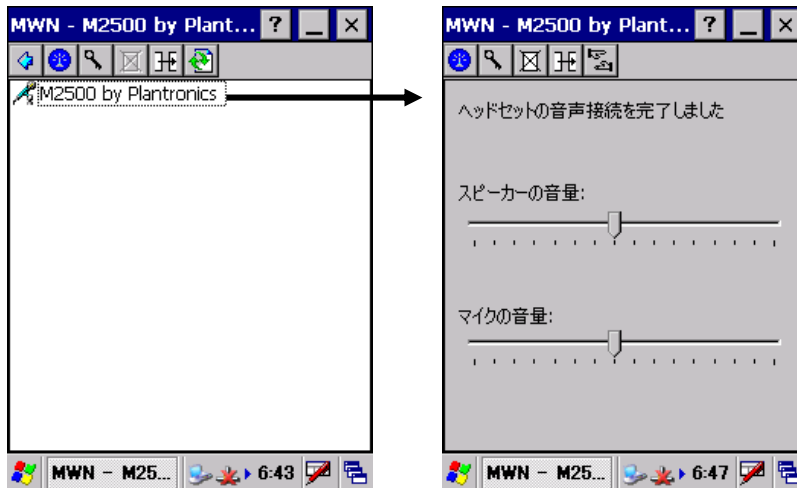 MWN - M2500 by Plant...
M2500 by Plantronics
MWN - M25...
6:43
MWN - M2500 by Plant...
ヘッドセットの音声接続を完了しました
スピーカーの音量:
マイクの音量:
MWN - M25...
6:47